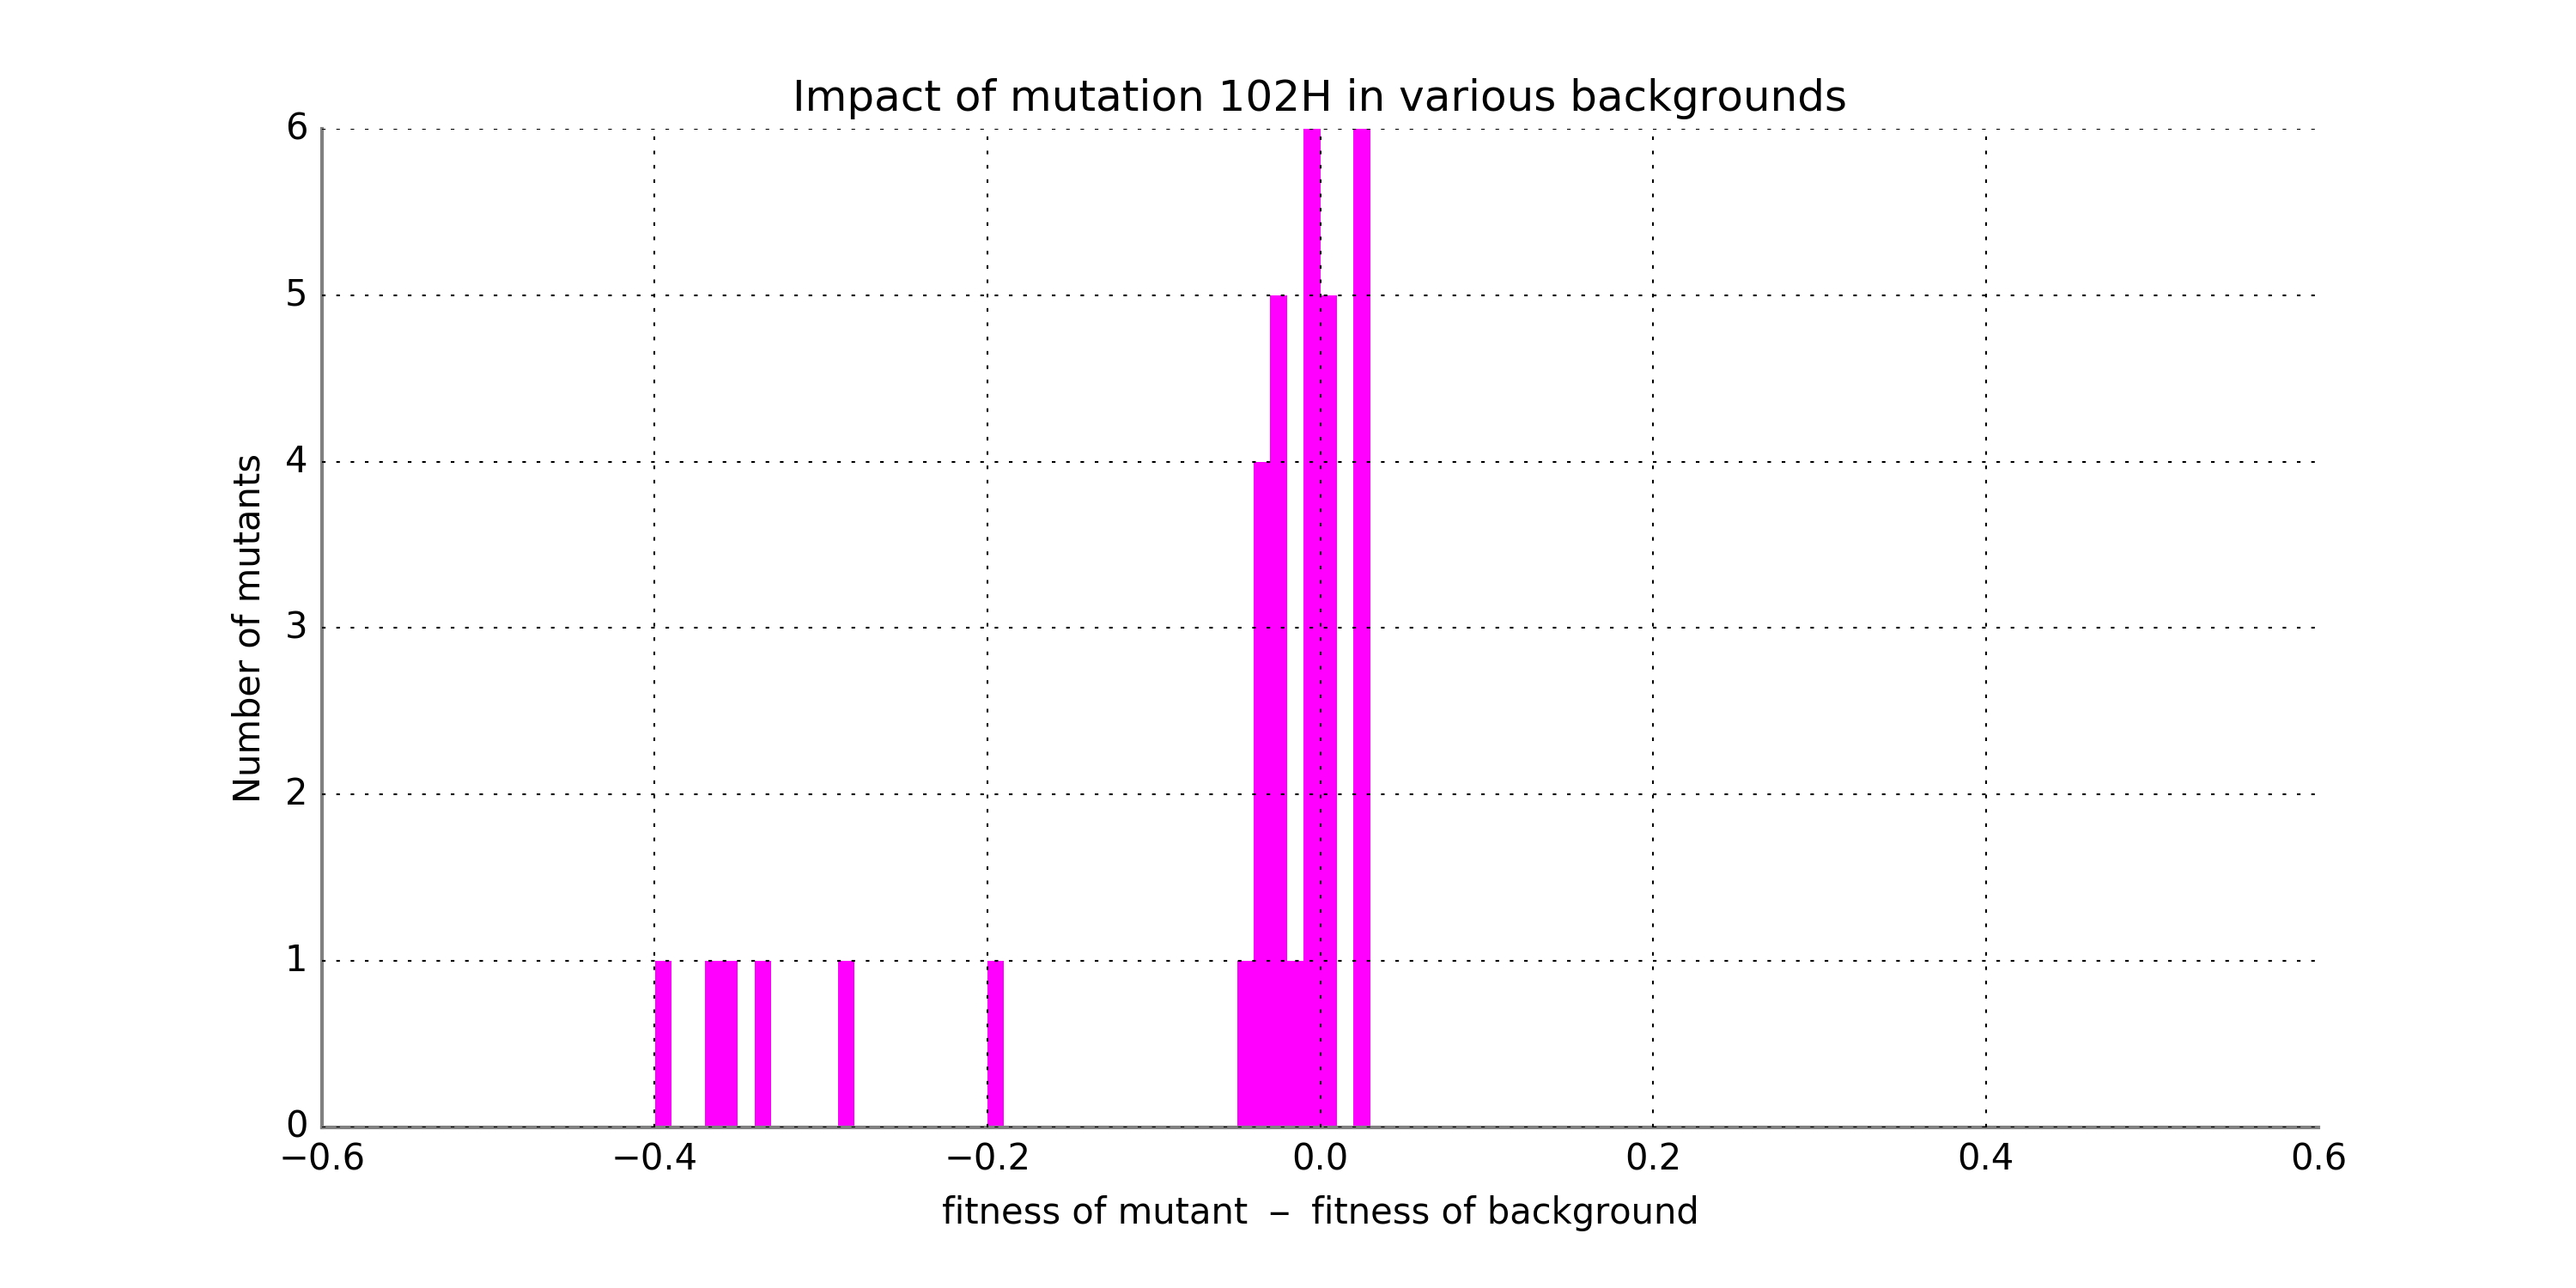 Impact of mutation 102H in various backgrounds
6
5
4
3
2
1
0
Number of mutants
−0.6 −0.4 −0.2 0.0 0.2 0.4 0.6
fitness of mutant − fitness of background